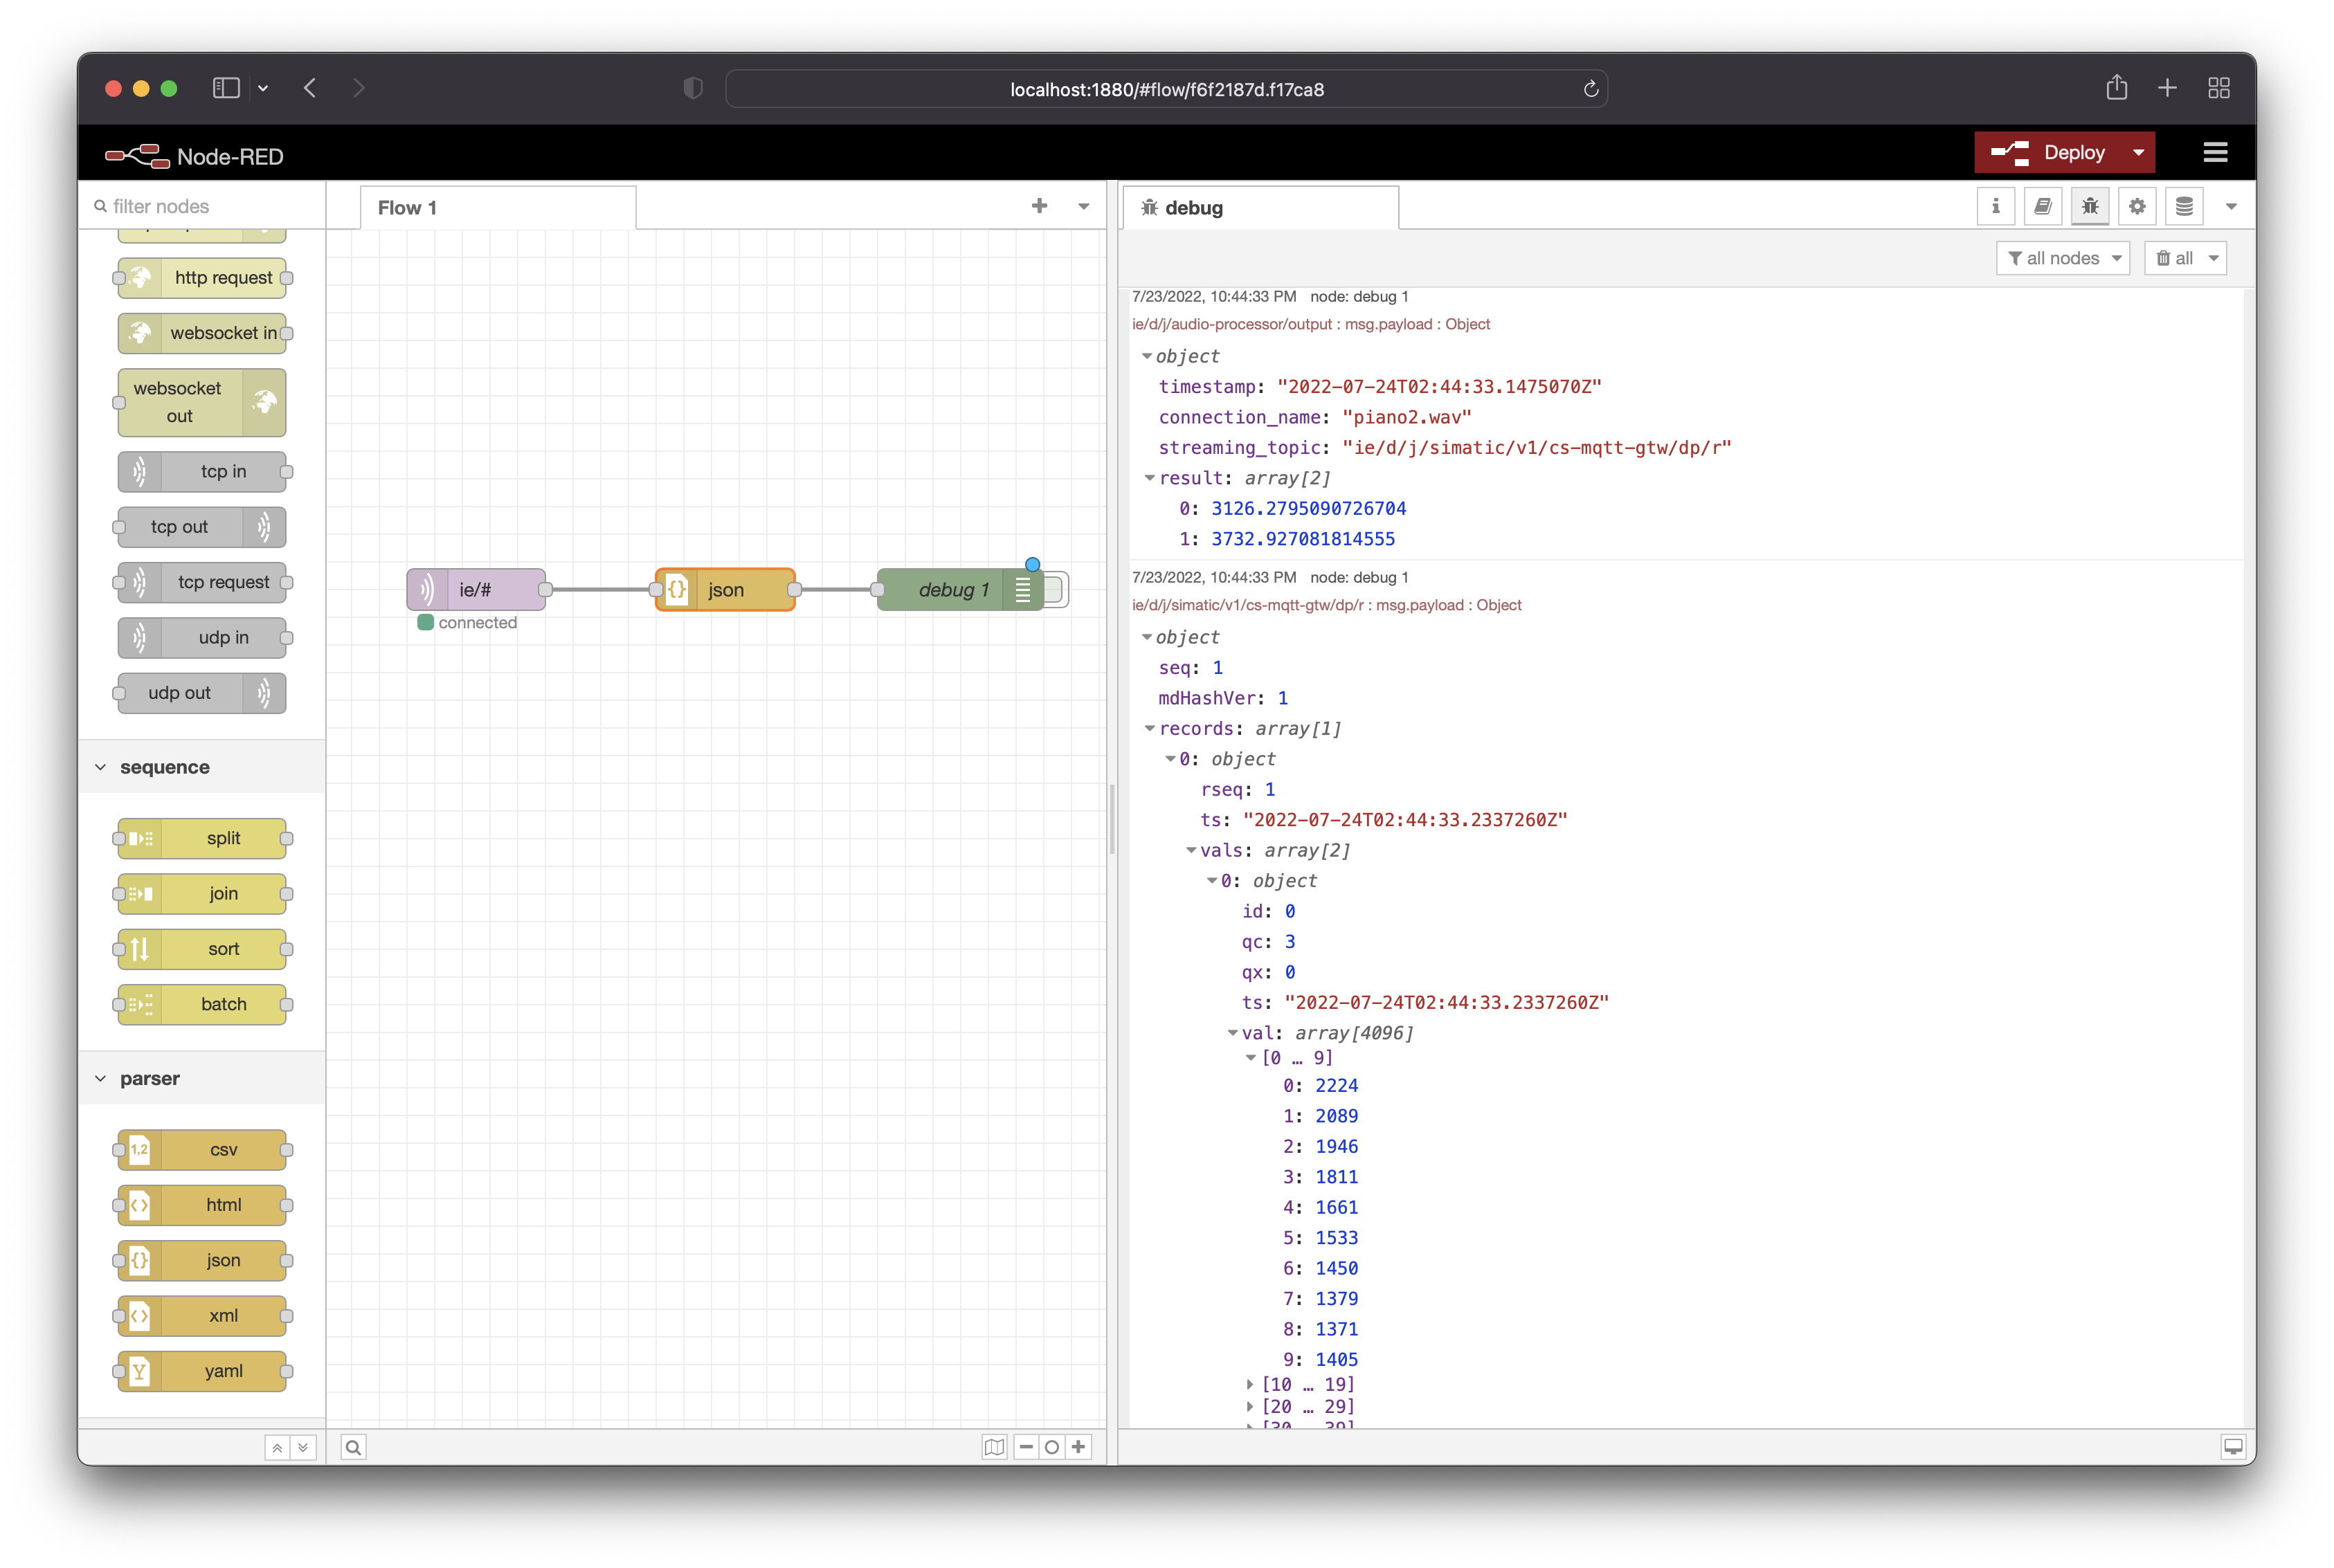 localhost:1880/#flow/f6f2187d.f17ca8
Node-RED
Deploy
filter nodes
http request
websocket in
websocket
out
tcp in
tcp out
tcp request
udp in
udp out
sequence
split
join
sort
batch
parser
1,2 csv
html
json
xml
yaml
Flow 1
ie/#
connected
json
debug 1
debug
all nodes
all
7/23/2022, 10:44:33 PM node: debug 1
ie/d/j/audio-processor/output : msg.payload : Object
object
timestamp: "2022-07-24T02:44:33.1475070Z"
connection_name: "piano2.wav"
streaming_topic: "ie/d/j/simatic/v1/cs-mqtt-gtw/dp/r"
result: array[2]
0: 3126.2795090726704
1: 3732.927081814555
7/23/2022, 10:44:33 PM node: debug 1
ie/d/j/simatic/v1/cs-mqtt-gtw/dp/r : msg.payload : Object
object
seq: 1
mdHashVer: 1
records: array[1]
0: object
rseq: 1
ts: "2022-07-24T02:44:33.2337260Z"
vals: array[2]
0: object
id: 0
qc: 3
qx: 0
ts: "2022-07-24T02:44:33.2337260Z"
val: array[4096]
[0 … 9]
0: 2224
1: 2089
2: 1946
3: 1811
4: 1661
5: 1533
6: 1450
7: 1379
8: 1371
9: 1405
[10 … 19]
[20 … 29]
[30 … 39]